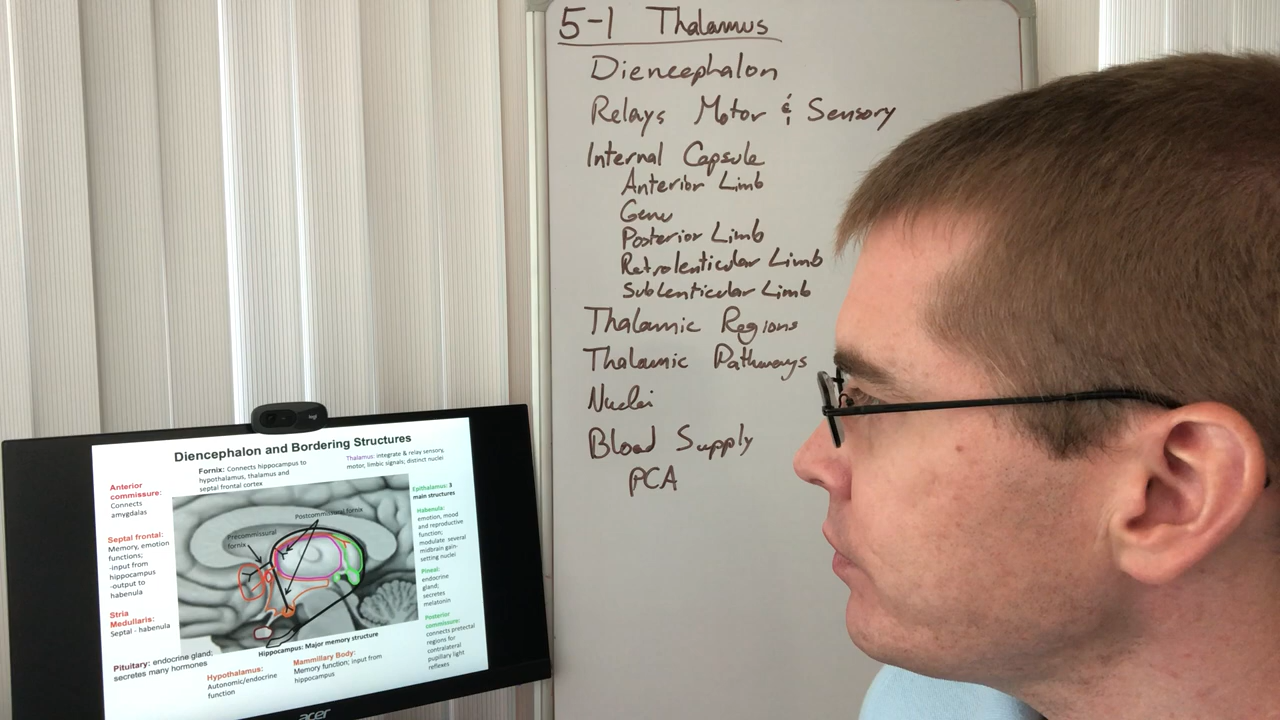 5-1 Thalamus
Diencephalon
Relays Motor & Sensory
Internal Capsule
Anterior Limb
Genu
Posterior Limb
Retrolenticular Limb
Sublenticular Limb
Thalamic Regions
Thalamic Pathways
Nuclei
Blood Supply
PCA
logi
Diencephalon and Bordering Structures
Fornix: Connects hippocampus to
hypothalamus, thalamus and
septal frontal cortex
Thalamus: integrate & relay sensory,
motor, limbic signals; distinct nuclei
Anterior
commissure:
Connects
amygdalas
Septal frontal:
Memory, emotion
functions;
-input from
hippocampus
-output to
habenula
Stria
Medullaris:
Septal - habenula
Pituitary: endocrine gland;
secretes many hormones
Precommissural
fornix
Postcommissural fornix
Epithalamus: 3
main structures
Habenula:
emotion, mood
and reproductive
function;
modulate several
midbrain gain-
setting nuclei
Pineal:
endocrine
gland;
secretes
melatonin
Posterior
commissure:
connects pretectal
regions for
contralateral
pupillary light
reflexes
Hippocampus: Major memory structure
Hypothalamus:
Autonomic/endocrine
function
Mammillary Body:
Memory function; input from
hippocampus
acer